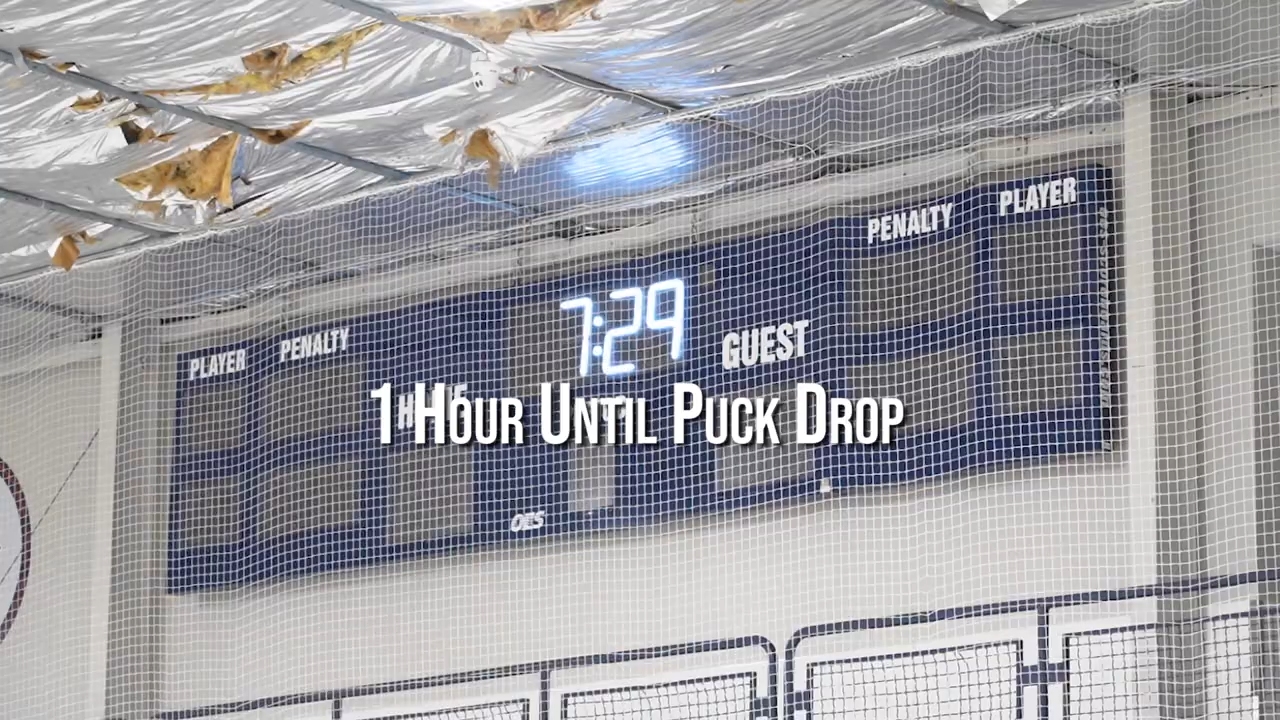 PLAYER
PENALTY
7:29
GUEST
PENALTY
PLAYER
1 Hour Until Puck Drop
OES